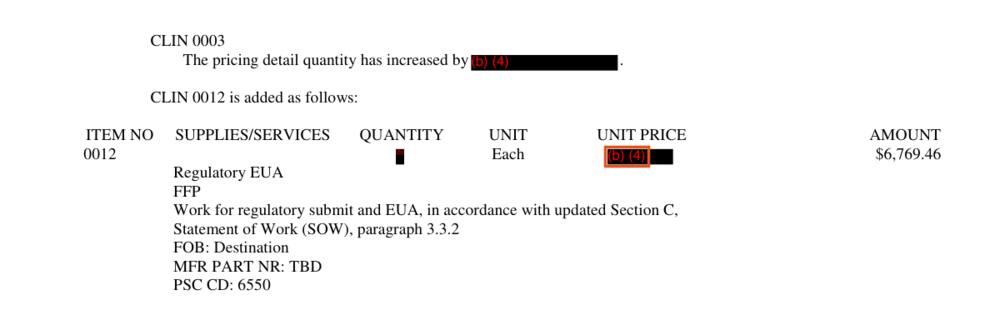 CLIN 0003
The pricing detail quantity has increased by (b) (4) .
CLIN 0012 is added as follows:
ITEM NO SUPPLIES/SERVICES QUANTITY UNIT UNIT PRICE AMOUNT
0012 Each (b) (4) $6,769.46
Regulatory EUA
FFP
Work for regulatory submit and EUA, in accordance with updated Section C,
Statement of Work (SOW), paragraph 3.3.2
FOB: Destination
MFR PART NR: TBD
PSC CD: 6550